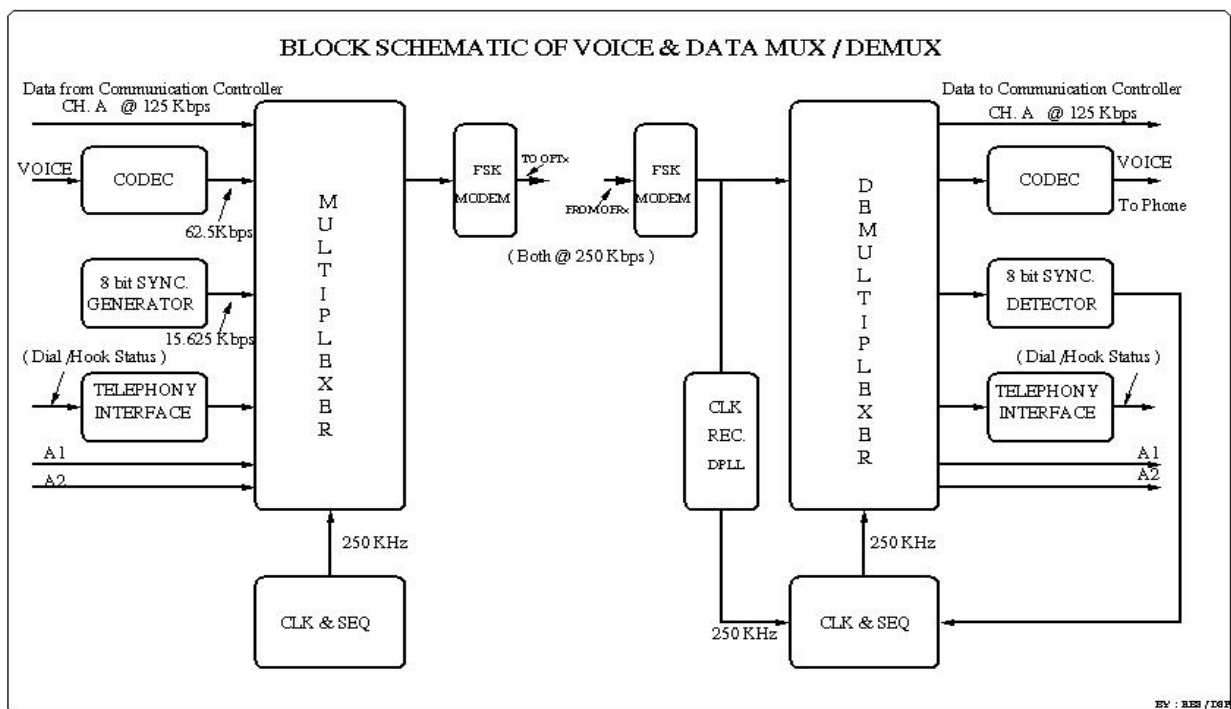 BLOCK SCHEMATIC OF VOICE & DATA MUX / DEMUX
Data from Communication Controller
CH. A @ 125 Kbps
VOICE
CODEC
62.5Kbps
8 bit SYNC.
GENERATOR
15.625 Kbps
( Dial /Hook Status )
TELEPHONY
INTERFACE
A1
A2
MULTIPLEXER
250 KHz
CLK & SEQ
FSK
MODEM
TO OPTx
FROM OFRx
FSK
MODEM
( Both @ 250 Kbps )
CLK
REC.
DPLL
250 KHz
DEMULTIPLEXER
250 KHz
CLK & SEQ
Data to Communication Controller
CH. A @ 125 Kbps
CODEC
VOICE
To Phone
8 bit SYNC.
DETECTOR
( Dial /Hook Status )
TELEPHONY
INTERFACE
A1
A2
BY :